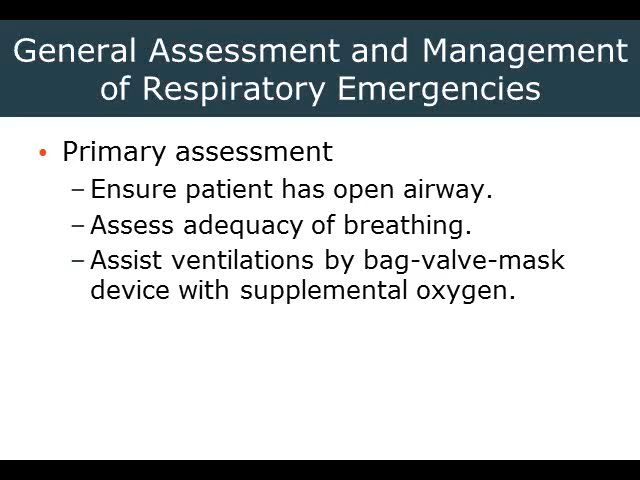 General Assessment and Management
of Respiratory Emergencies
• Primary assessment
– Ensure patient has open airway.
– Assess adequacy of breathing.
– Assist ventilations by bag-valve-mask
device with supplemental oxygen.